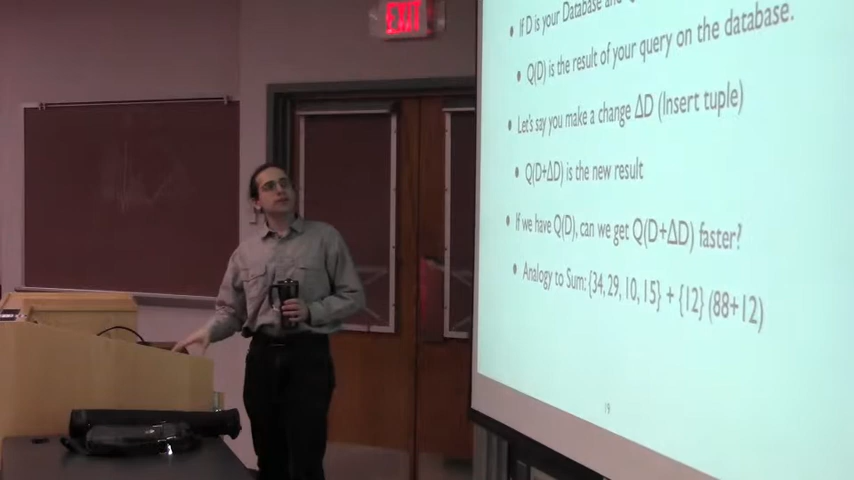 EXIT
• If D is your Database and Q
• Q(D) is the result of your query on the database.
• Let's say you make a change ΔD (Insert tuple)
• Q(D+ΔD) is the new result
• If we have Q(D), can we get Q(D+ΔD) faster?
• Analogy to Sum: {34, 29, 10, 15} + {12} (88+12)
19